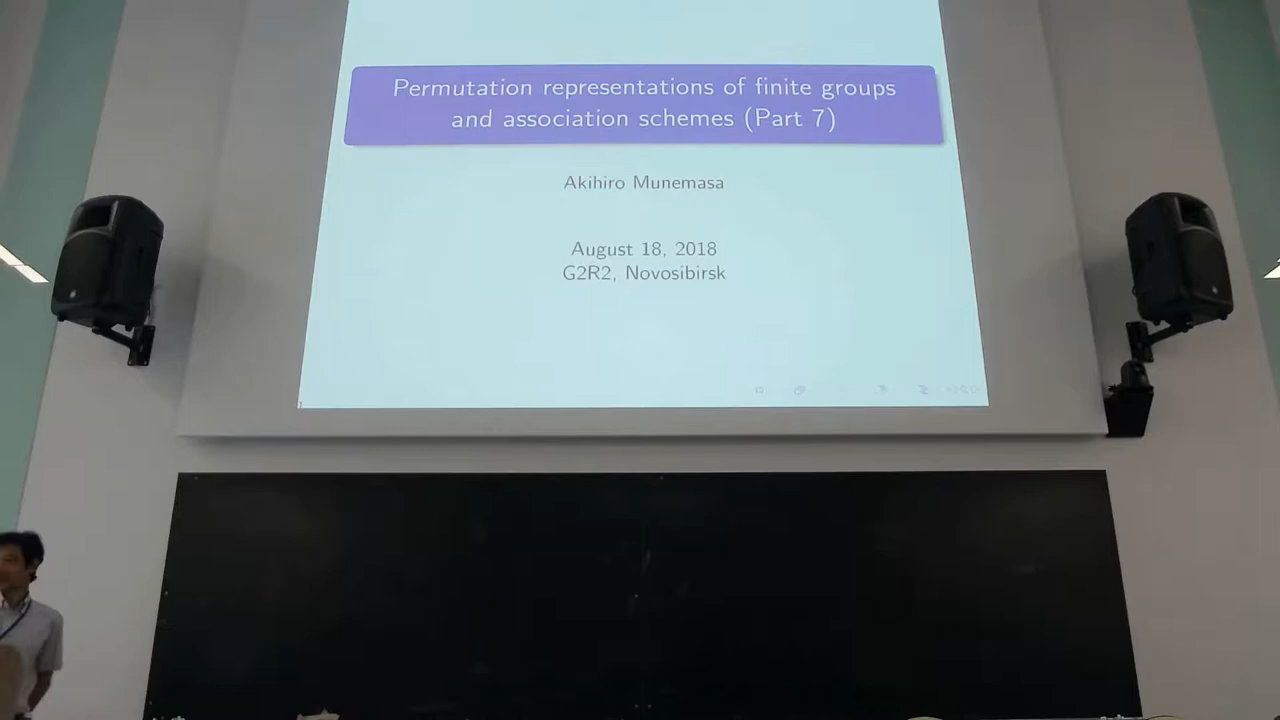 Permutation representations of finite groups
and association schemes (Part 7)
Akihiro Munemasa
August 18, 2018
G2R2, Novosibirsk